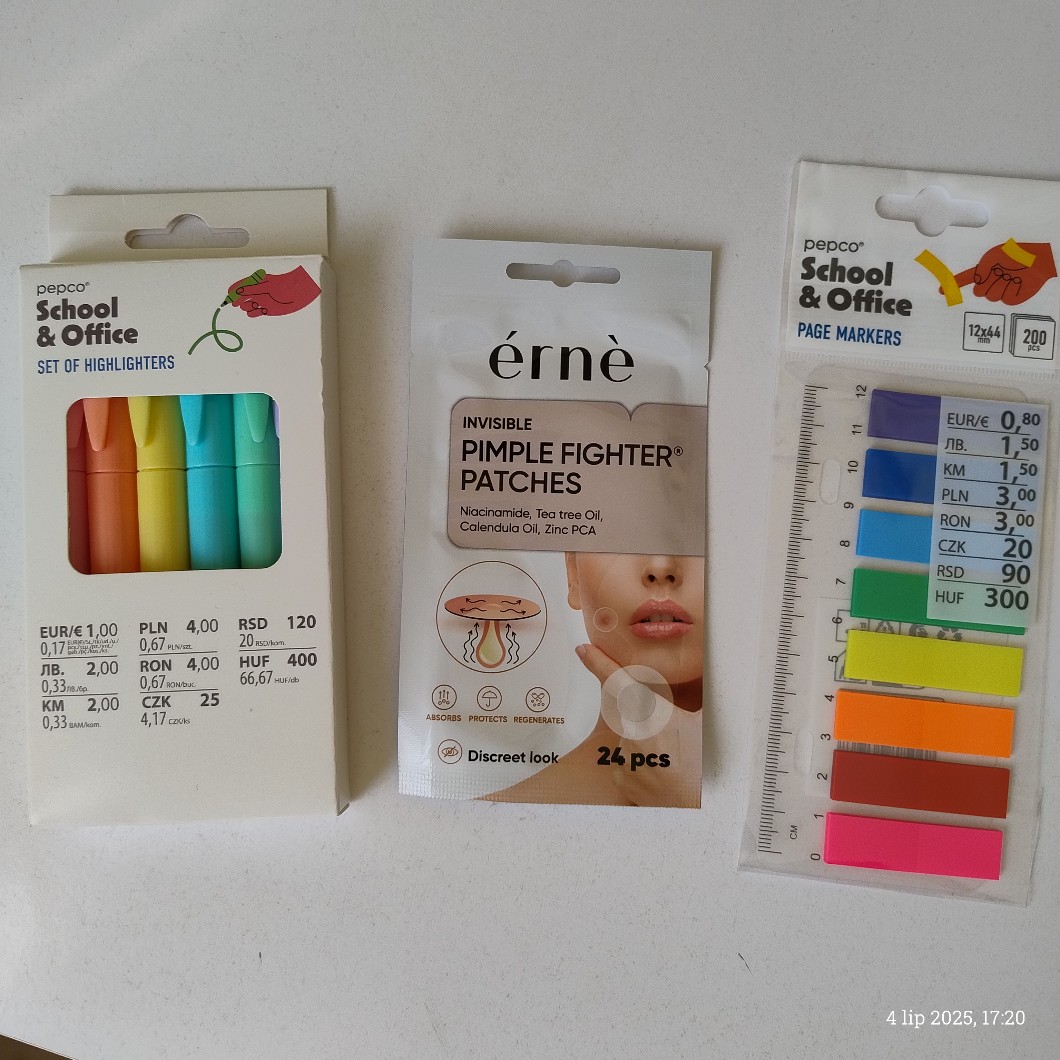 pepco®
School
& Office
SET OF HIGHLIGHTERS
EUR/€ 1,00
0,17
ЛВ. 2,00
0,33 ЛВ./бр.
KM 2,00
0,33 BAM/kom.
PLN 4,00
0,67 PLN/szt.
RON 4,00
0,67 RON/buc.
CZK 25
4,17 CZK/ks
RSD 120
20 RSD/kom.
HUF 400
66,67 HUF/db
érnè
INVISIBLE
PIMPLE FIGHTER®
PATCHES
Niacinamide, Tea tree Oil,
Calendula Oil, Zinc PCA
ABSORBS PROTECTS REGENERATES
Discreet look
24 pcs
pepco®
School
& Office
PAGE MARKERS
12x44
mm
200
pcs
12
11
10
9
8
7
6
5
4
3
2
1
0
CM
EUR/€ 0,80
ЛВ. 1,50
KM 1,50
PLN 3,00
RON 3,00
CZK 20
RSD 90
HUF 300
4 lip 2025, 17:20